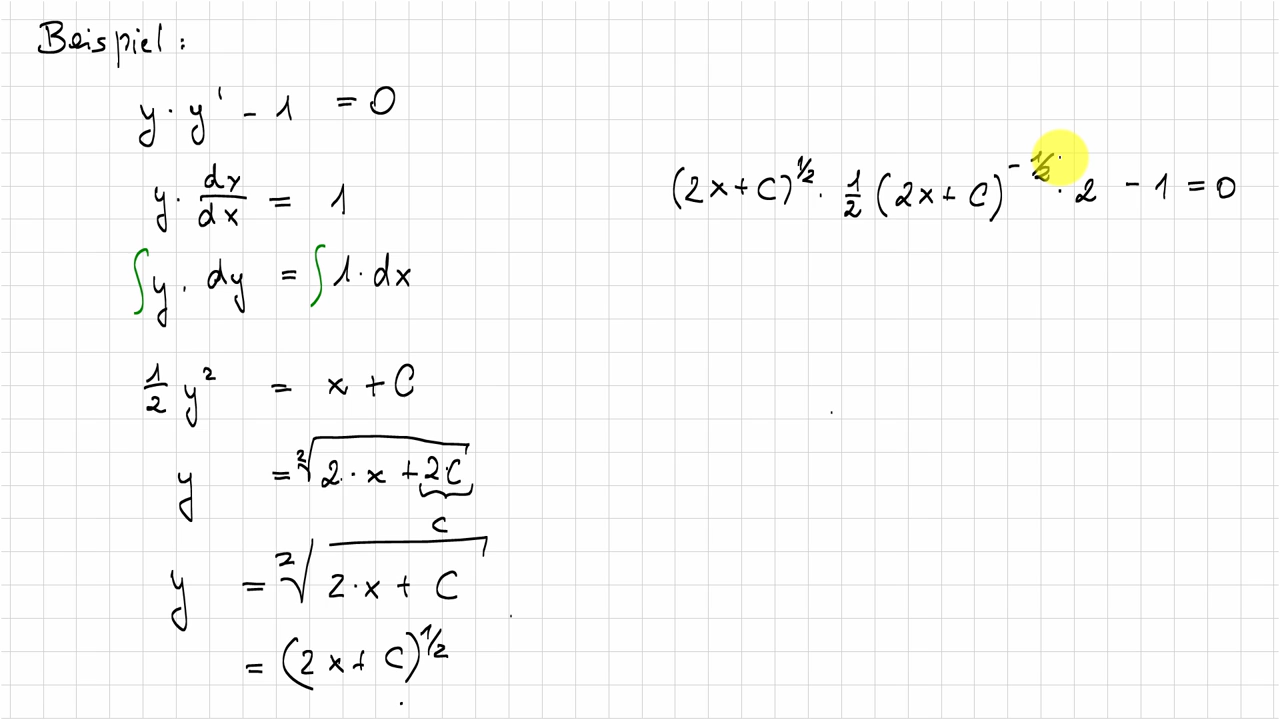 Beispiel:
y · y' - 1 = 0
y · dy/dx = 1
∫ y · dy = ∫ 1 · dx
1/2 y² = x + C
y = ²√(2 · x + 2·C)
C
y = ²√(2 · x + C)
= (2x + C)^1/2
(2x + C)^1/2 · 1/2 (2x + C)^-1/2 · 2 - 1 = 0